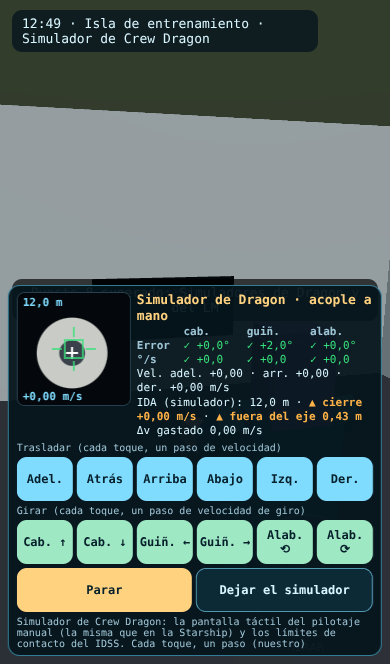 12:49 · Isla de entrenamiento ·
Simulador de Crew Dragon
12,0 m
+0,00 m/s
Simulador de Dragon · acople a
mano
cab. guiñ. alab.
Error ✓ +0,0° ✓ +2,0° ✓ +0,0°
°/s ✓ +0,0 ✓ +0,0 ✓ +0,0
Vel. adel. +0,00 · arr. +0,00 ·
der. +0,00 m/s
IDA (simulador): 12,0 m · ▲ cierre
+0,00 m/s · ▲ fuera del eje 0,43 m
Δv gastado 0,00 m/s
Trasladar (cada toque, un paso de velocidad)
Adel. Atrás Arriba Abajo Izq. Der.
Girar (cada toque, un paso de velocidad de giro)
Cab. ↑ Cab. ↓ Guiñ. ← Guiñ. → Alab. ⟲ Alab. ⟳
Parar Dejar el simulador
Simulador de Crew Dragon: la pantalla táctil del pilotaje
manual (la misma que en la Starship) y los límites de
contacto del IDSS. Cada toque, un paso (nuestro)